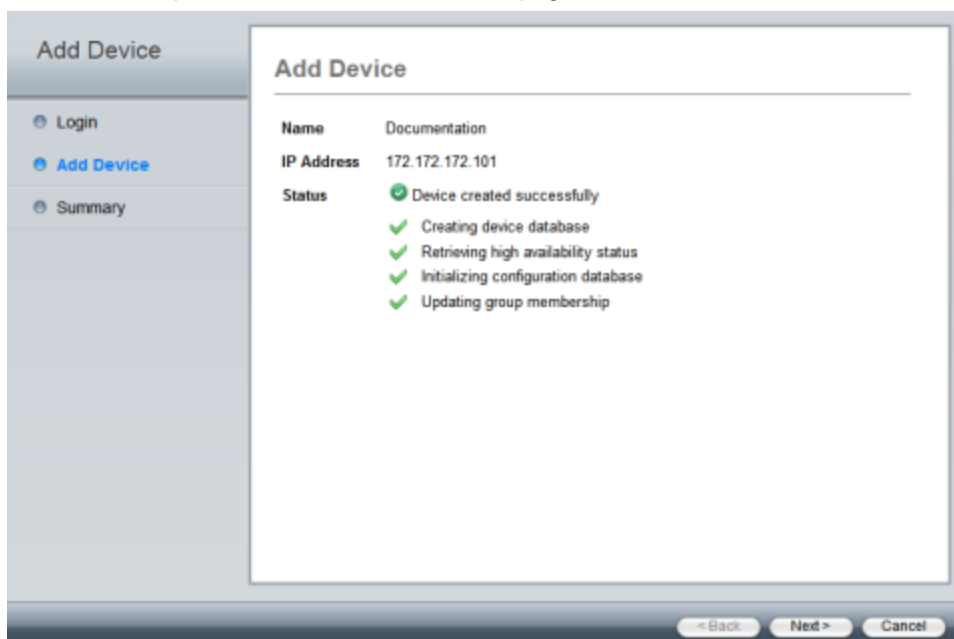 Add Device
Login
Add Device
Summary
Add Device
Name Documentation
IP Address 172.172.172.101
Status Device created successfully
Creating device database
Retrieving high availability status
Initializing configuration database
Updating group membership
< Back Next > Cancel